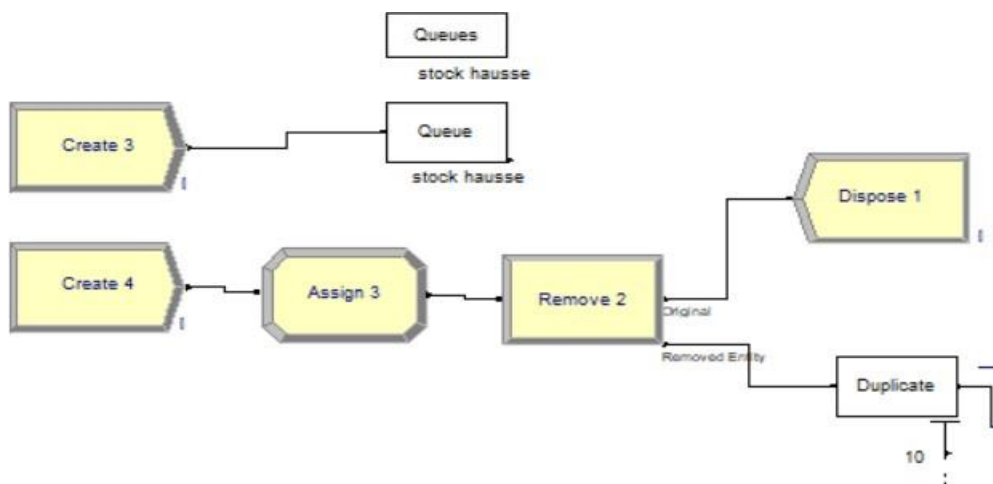 Queues
stock hausse
Create 3
Queue
stock hausse
Dispose 1
Create 4
Assign 3
Remove 2
Original
Removed Entity
Duplicate
10